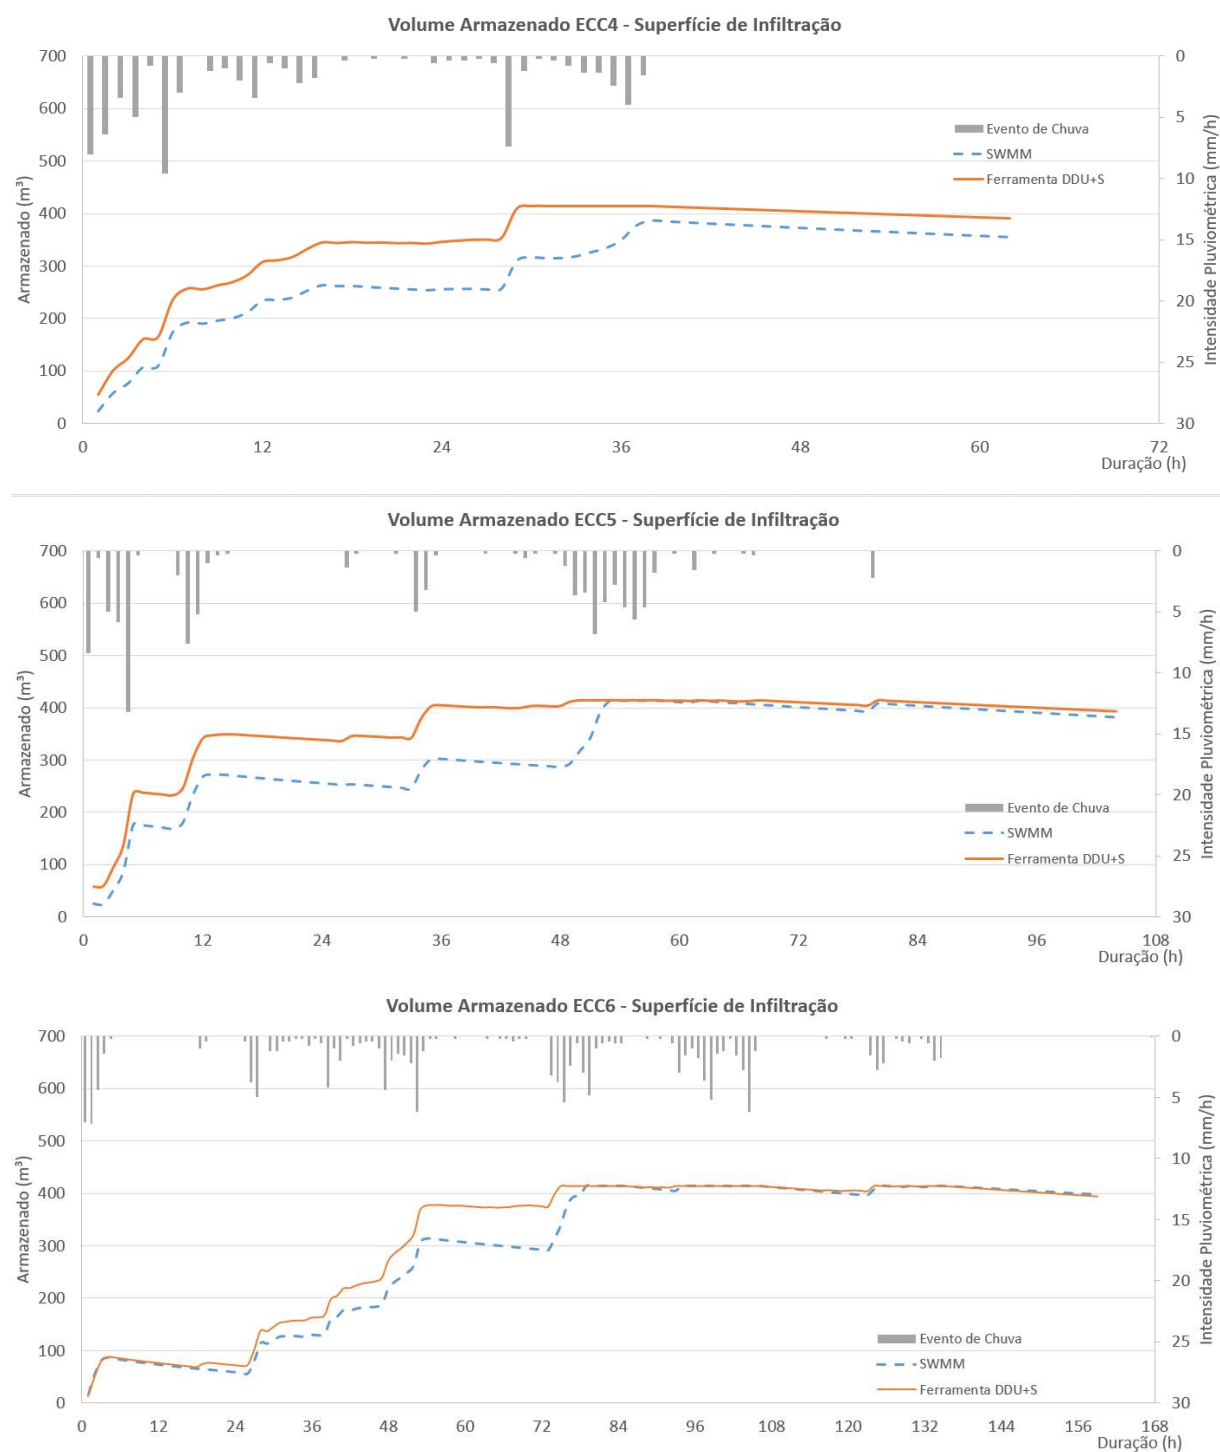 Volume Armazenado ECC4 - Superfície de Infiltração
700
600
500
400
300
200
100
0
Armazenado (m³)
0
5
10
15
20
25
30
Intensidade Pluviométrica (mm/h)
Evento de Chuva
SWMM
Ferramenta DDU+S
0 12 24 36 48 60 72
Duração (h)
Volume Armazenado ECC5 - Superfície de Infiltração
700
600
500
400
300
200
100
0
Armazenado (m³)
0
5
10
15
20
25
30
Intensidade Pluviométrica (mm/h)
Evento de Chuva
SWMM
Ferramenta DDU+S
0 12 24 36 48 60 72 84 96 108
Duração (h)
Volume Armazenado ECC6 - Superfície de Infiltração
700
600
500
400
300
200
100
0
Armazenado (m³)
0
5
10
15
20
25
30
Intensidade Pluviométrica (mm/h)
Evento de Chuva
SWMM
Ferramenta DDU+S
0 12 24 36 48 60 72 84 96 108 120 132 144 156 168
Duração (h)